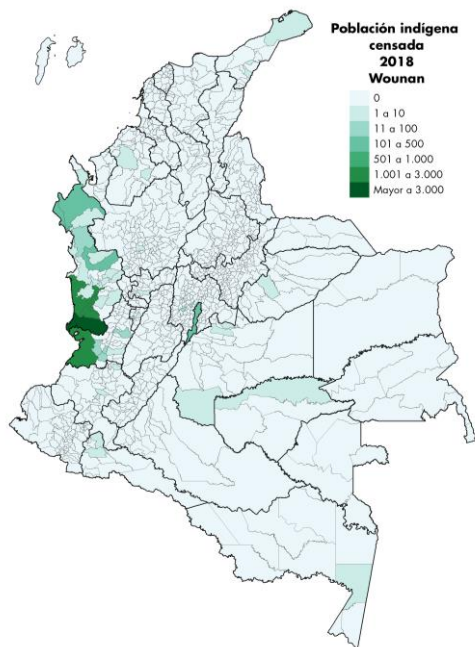 Población indígena
censada
2018
Wounan
0
1 a 10
11 a 100
101 a 500
501 a 1.000
1.001 a 3.000
Mayor a 3.000